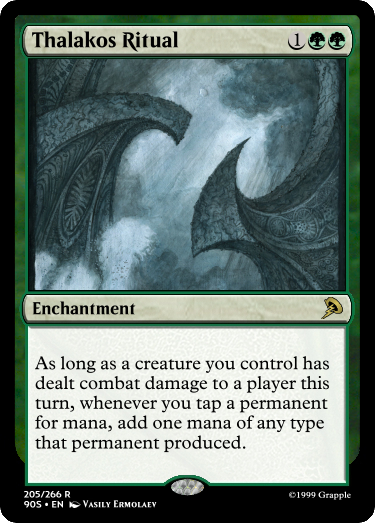 Thalakos Ritual 1
Enchantment
As long as a creature you control has
dealt combat damage to a player this
turn, whenever you tap a permanent
for mana, add one mana of any type
that permanent produced.
205/266 R
90S • EN Vasily Ermolaev
©1999 Grapple